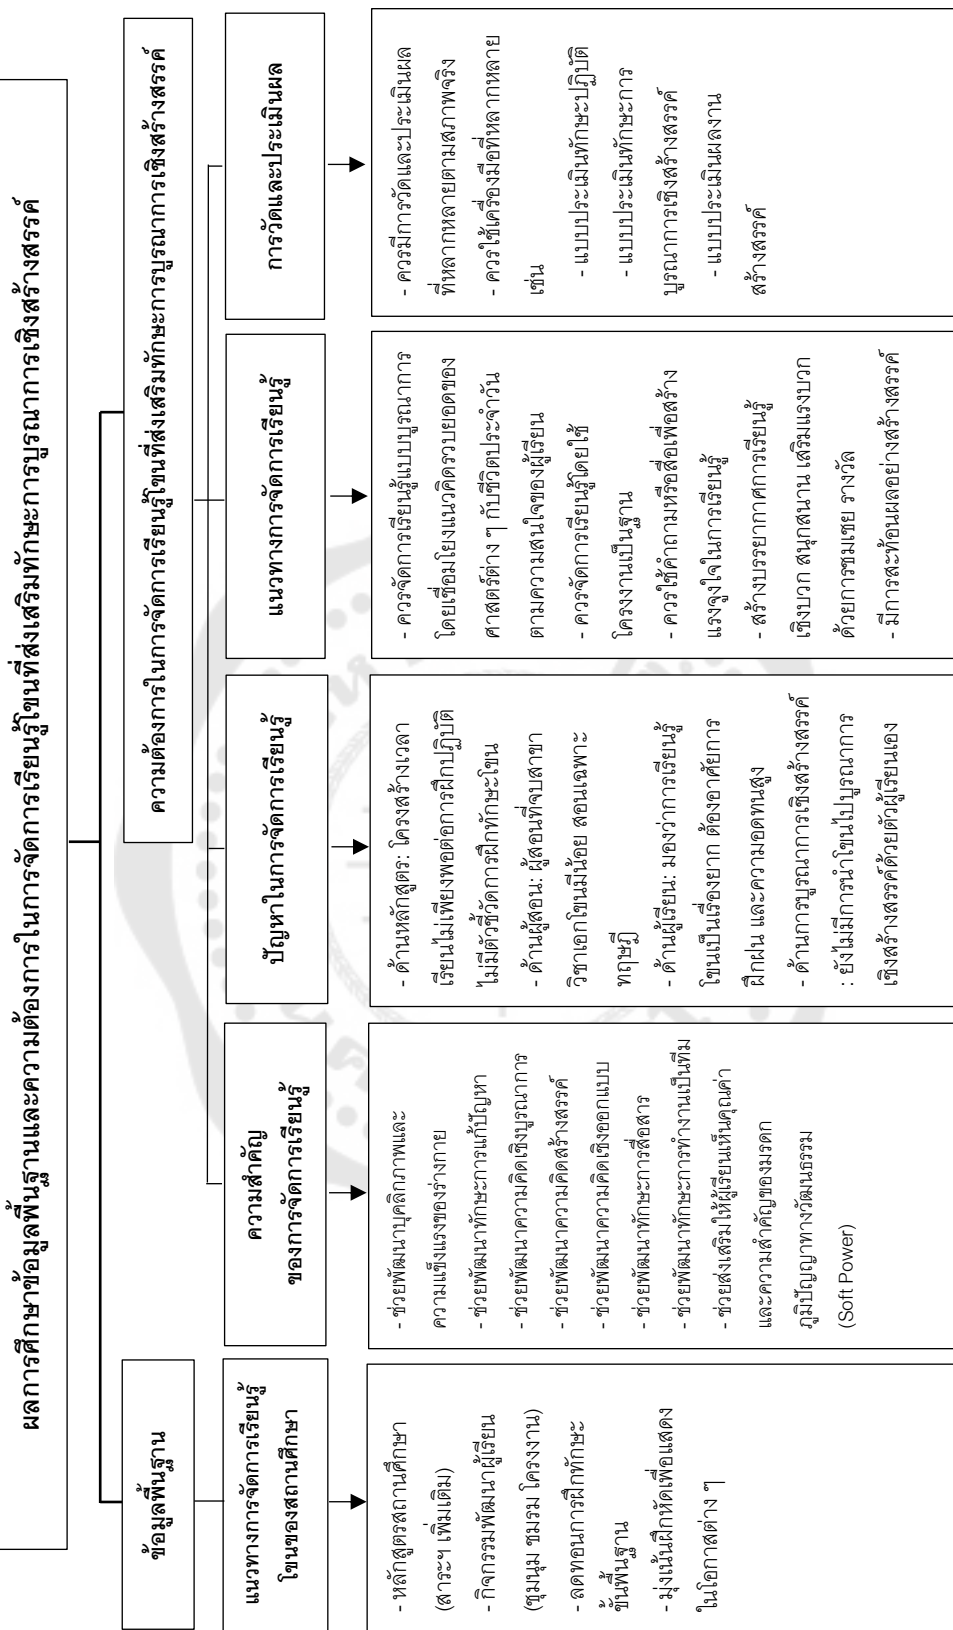 ผลการศึกษาข้อมูลพื้นฐานและความต้องการในการจัดการเรียนรู้โขนที่ส่งเสริมทักษะการบูรณาการเชิงสร้างสรรค์
ข้อมูลพื้นฐาน
แนวทางการจัดการเรียนรู้
โขนของสถานศึกษา
- หลักสูตรสถานศึกษา
(สาระฯ เพิ่มเติม)
- กิจกรรมพัฒนาผู้เรียน
(ชุมนุม ชมรม โครงงาน)
- ลดทอนการฝึกทักษะ
ขั้นพื้นฐาน
- มุ่งเน้นฝึกหัดเพื่อแสดง
ในโอกาสต่าง ๆ
ความต้องการในการจัดการเรียนรู้โขนที่ส่งเสริมทักษะการบูรณาการเชิงสร้างสรรค์
ความสำคัญ
ของการจัดการเรียนรู้
- ช่วยพัฒนาบุคลิกภาพและ
ความแข็งแรงของร่างกาย
- ช่วยพัฒนาทักษะการแก้ปัญหา
- ช่วยพัฒนาความคิดเชิงบูรณาการ
- ช่วยพัฒนาความคิดสร้างสรรค์
- ช่วยพัฒนาความคิดเชิงออกแบบ
- ช่วยพัฒนาทักษะการสื่อสาร
- ช่วยพัฒนาทักษะการทำงานเป็นทีม
- ช่วยส่งเสริมให้ผู้เรียนเห็นคุณค่า
และความสำคัญของมรดก
ภูมิปัญญาทางวัฒนธรรม
(Soft Power)
ปัญหาในการจัดการเรียนรู้
- ด้านหลักสูตร: โครงสร้างเวลา
เรียนไม่เพียงพอต่อการฝึกปฏิบัติ
ไม่มีตัวชี้วัดการฝึกทักษะโขน
- ด้านผู้สอน: ผู้สอนที่จบสาขา
วิชาเอกโขนมีน้อย สอนเฉพาะ
ทฤษฎี
- ด้านผู้เรียน: มองว่าการเรียนรู้
โขนเป็นเรื่องยาก ต้องอาศัยการ
ฝึกฝน และความอดทนสูง
- ด้านการบูรณาการเชิงสร้างสรรค์
: ยังไม่มีการนำโขนไปบูรณาการ
เชิงสร้างสรรค์ด้วยตัวผู้เรียนเอง
แนวทางการจัดการเรียนรู้
- ควรจัดการเรียนรู้แบบบูรณาการ
โดยเชื่อมโยงแนวคิดรวบยอดของ
ศาสตร์ต่าง ๆ กับชีวิตประจำวัน
ตามความสนใจของผู้เรียน
- ควรจัดการเรียนรู้โดยใช้
โครงงานเป็นฐาน
- ควรใช้คำถามหรือสื่อเพื่อสร้าง
แรงจูงใจในการเรียนรู้
- สร้างบรรยากาศการเรียนรู้
เชิงบวก สนุกสนาน เสริมแรงบวก
ด้วยการชมเชย รางวัล
- มีการสะท้อนผลอย่างสร้างสรรค์
การวัดและประเมินผล
- ควรมีการวัดและประเมินผล
ที่หลากหลายตามสภาพจริง
- ควรใช้เครื่องมือที่หลากหลาย
เช่น
- แบบประเมินทักษะปฏิบัติ
- แบบประเมินทักษะการ
บูรณาการเชิงสร้างสรรค์
- แบบประเมินผลงาน
สร้างสรรค์